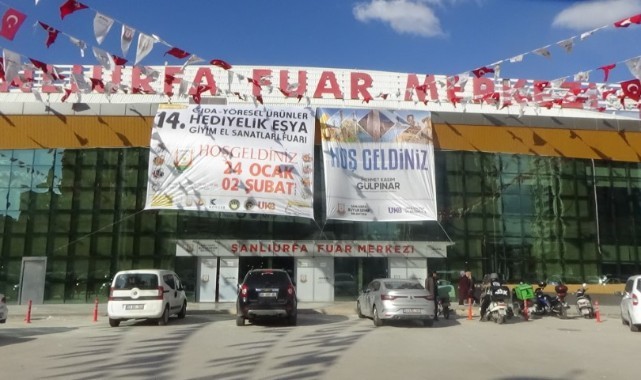 ŞANLIURFA FUAR MERKEZİ
GIDA-YÖRESEL ÜRÜNLER
14. HEDİYELİK EŞYA
GİYİM EL SANATLARI FUARI
HOŞGELDİNİZ
24 OCAK
02 ŞUBAT
HOŞ GELDİNİZ
MEHMET KASIM
GÜLPINAR
ŞANLIURFA FUAR MERKEZİ